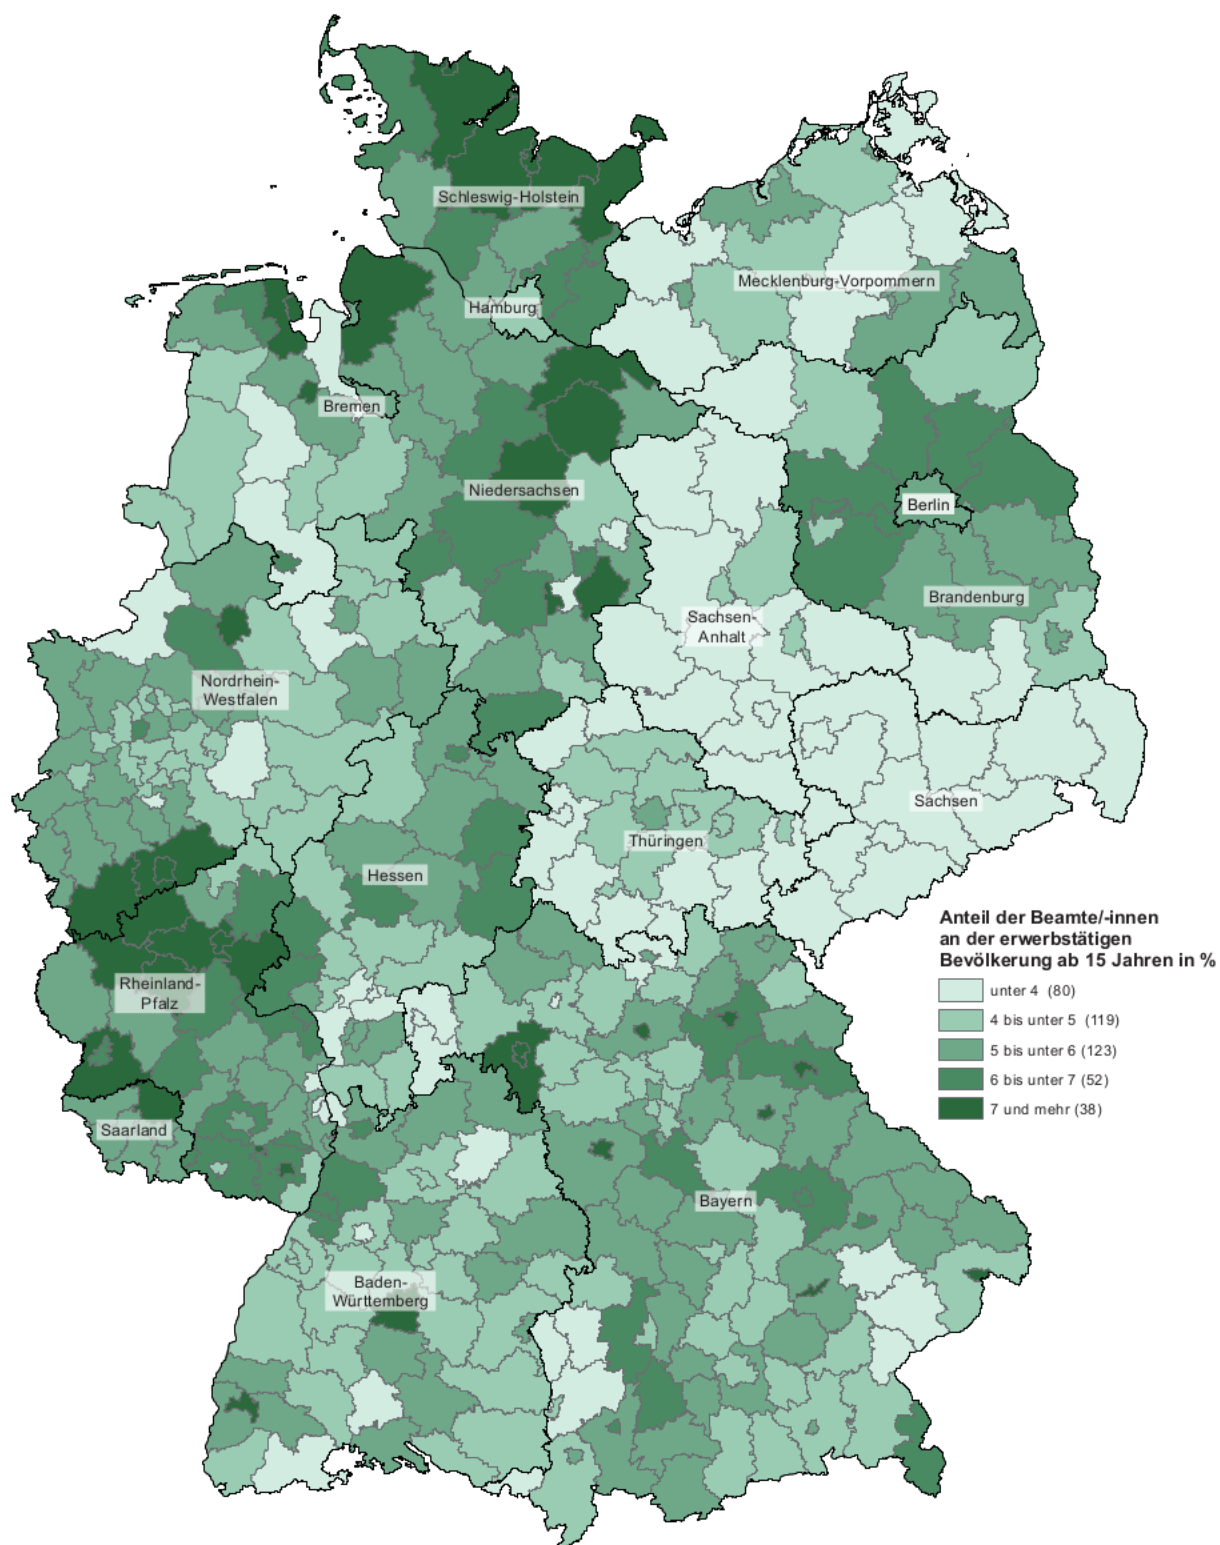 Schleswig-Holstein
Mecklenburg-Vorpommern
Hamburg
Bremen
Niedersachsen
Berlin
Brandenburg
Sachsen-
Anhalt
Nordrhein-
Westfalen
Sachsen
Thüringen
Hessen
Anteil der Beamte/-innen
an der erwerbstätigen
Bevölkerung ab 15 Jahren in %
unter 4 (80)
4 bis unter 5 (119)
5 bis unter 6 (123)
6 bis unter 7 (52)
7 und mehr (38)
Rheinland-
Pfalz
Saarland
Bayern
Baden-
Württemberg